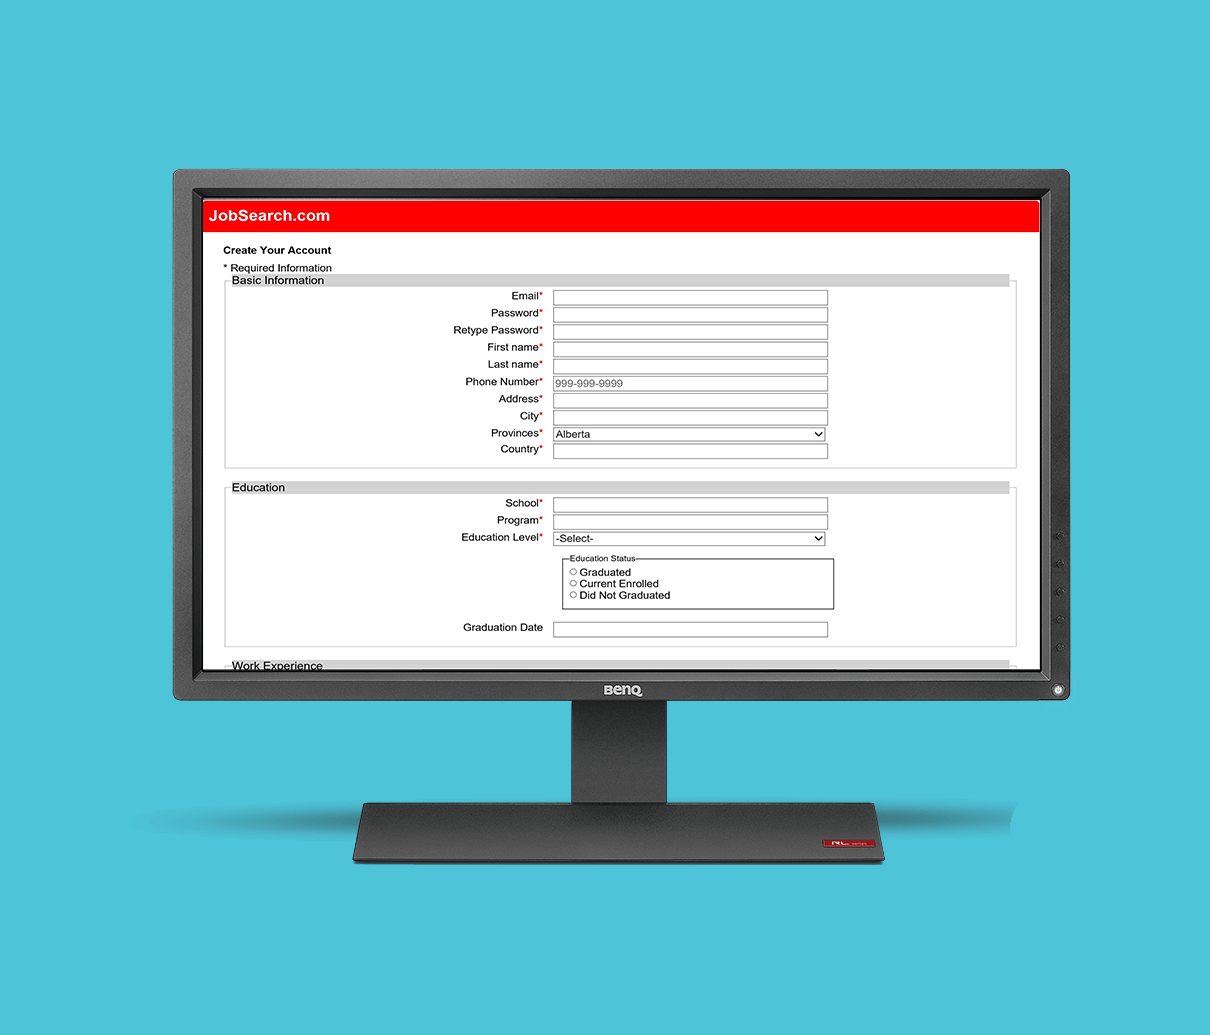 JobSearch.com
Create Your Account
* Required Information
Basic Information
Email*
Password*
Retype Password*
First name*
Last name*
Phone Number* 999-999-9999
Address*
City*
Provinces* Alberta
Country*
Education
School*
Program*
Education Level* -Select-
Education Status
Graduated
Current Enrolled
Did Not Graduated
Graduation Date
Work Experience
BenQ
RL